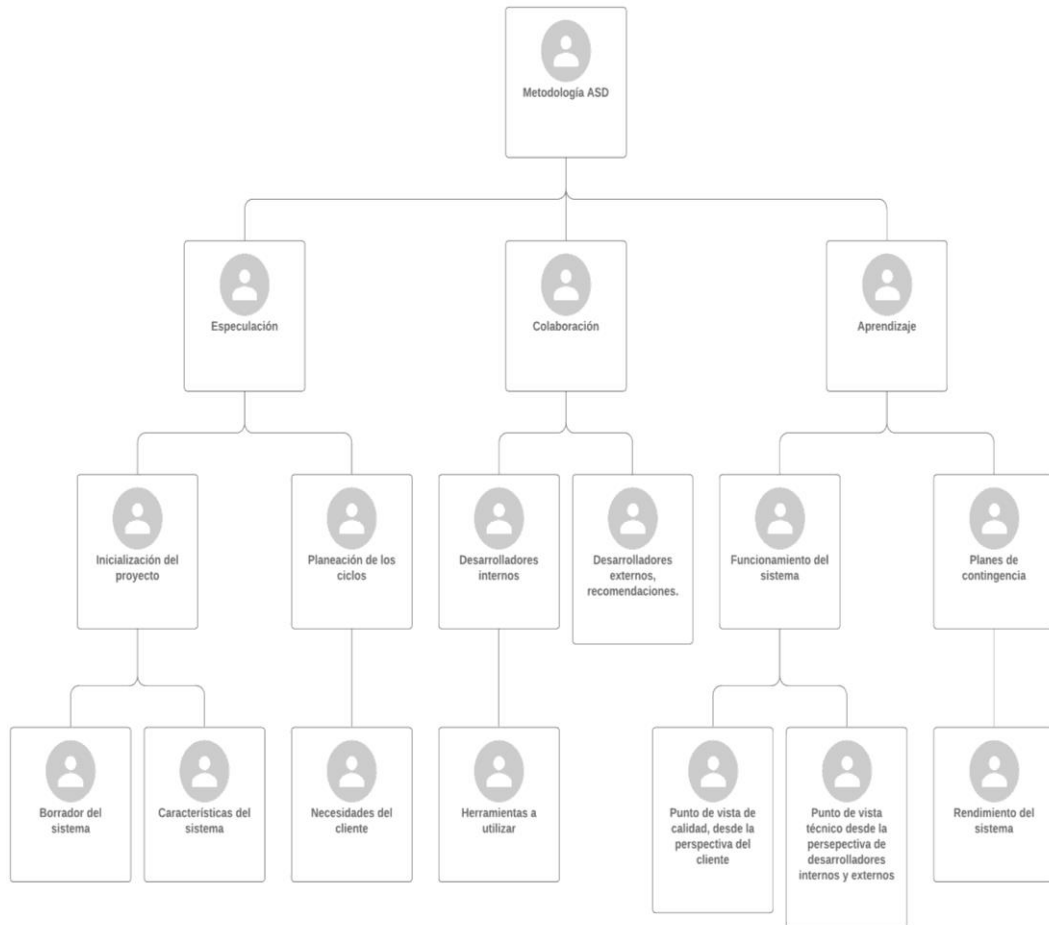 Metodología ASD
Especulación
Colaboración
Aprendizaje
Inicialización del
proyecto
Planeación de los
ciclos
Desarrolladores
internos
Desarrolladores
externos,
recomendaciones.
Funcionamiento del
sistema
Planes de
contingencia
Borrador del
sistema
Características del
sistema
Necesidades del
cliente
Herramientas a
utilizar
Punto de vista de
calidad, desde la
perspectiva del
cliente
Punto de vista
técnico desde la
persepectiva de
desarrolladores
internos y externos
Rendimiento del
sistema